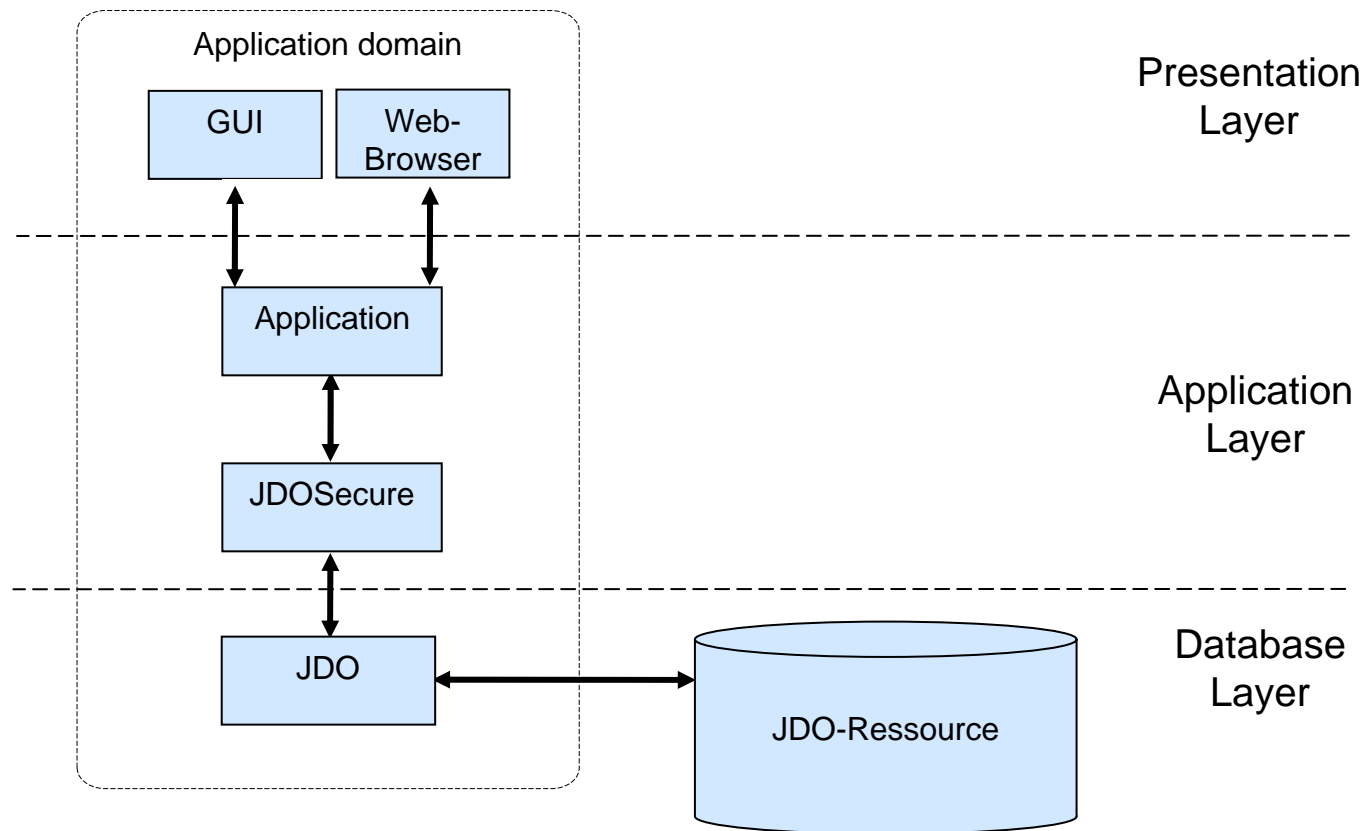 Application domain
Presentation
Layer
GUI
Web-
Browser
Application
Application
Layer
JDOSecure
Database
Layer
JDO
JDO-Ressource